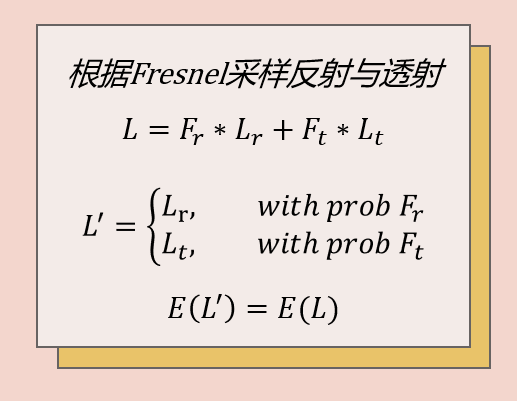 根据Fresnel采样反射与透射
L = F_r * L_r + F_t * L_t
L' = { L_r, with prob F_r
L_t, with prob F_t
E(L') = E(L)